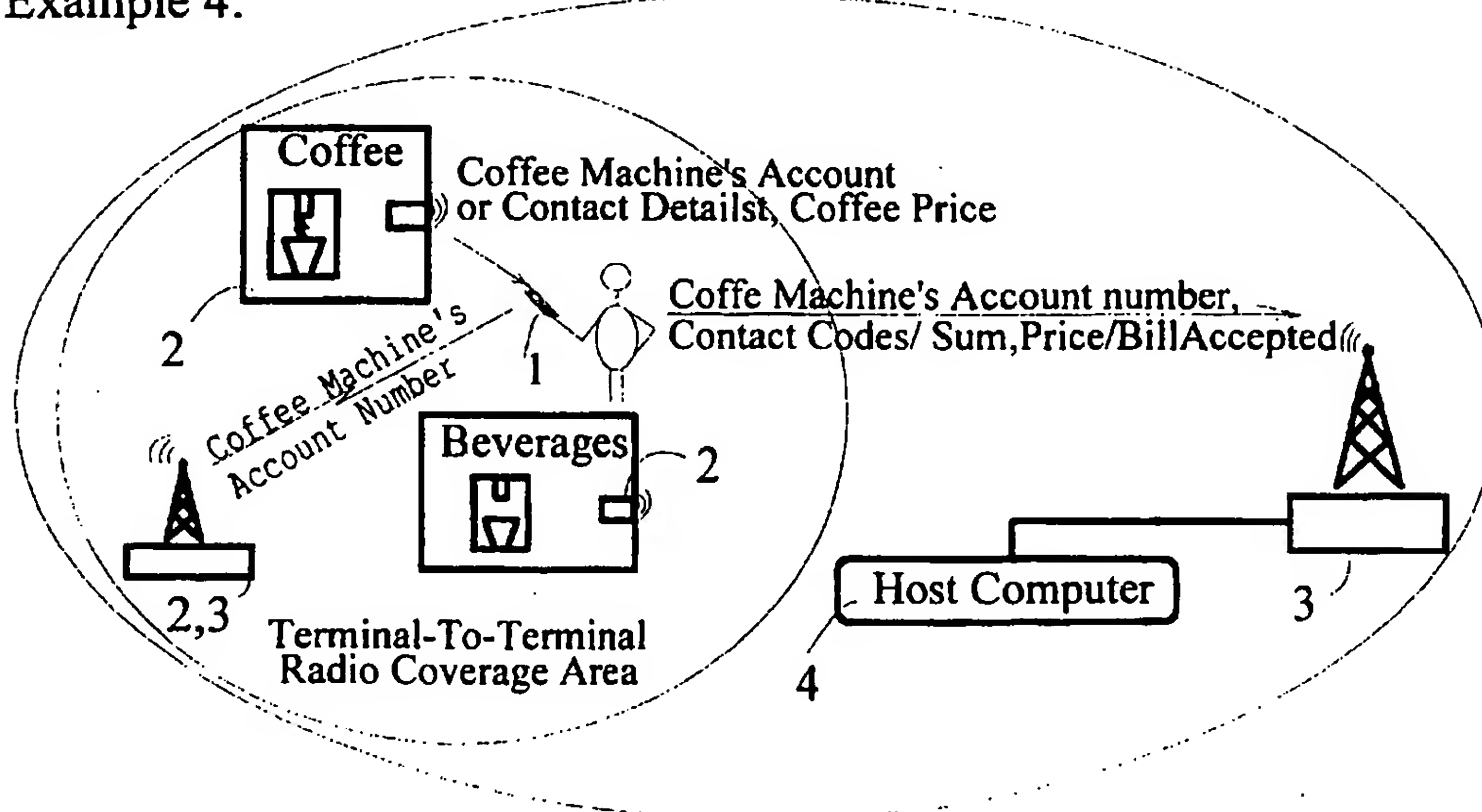 Example 4:
Coffee
Coffee Machine's Account
or Contact Detailst, Coffee Price
2
1
Coffe Machine's Account number,
Contact Codes/ Sum,Price/BillAccepted
Coffee Machine's
Account Number
Beverages
2
2,3
Terminal-To-Terminal
Radio Coverage Area
Host Computer
4
3